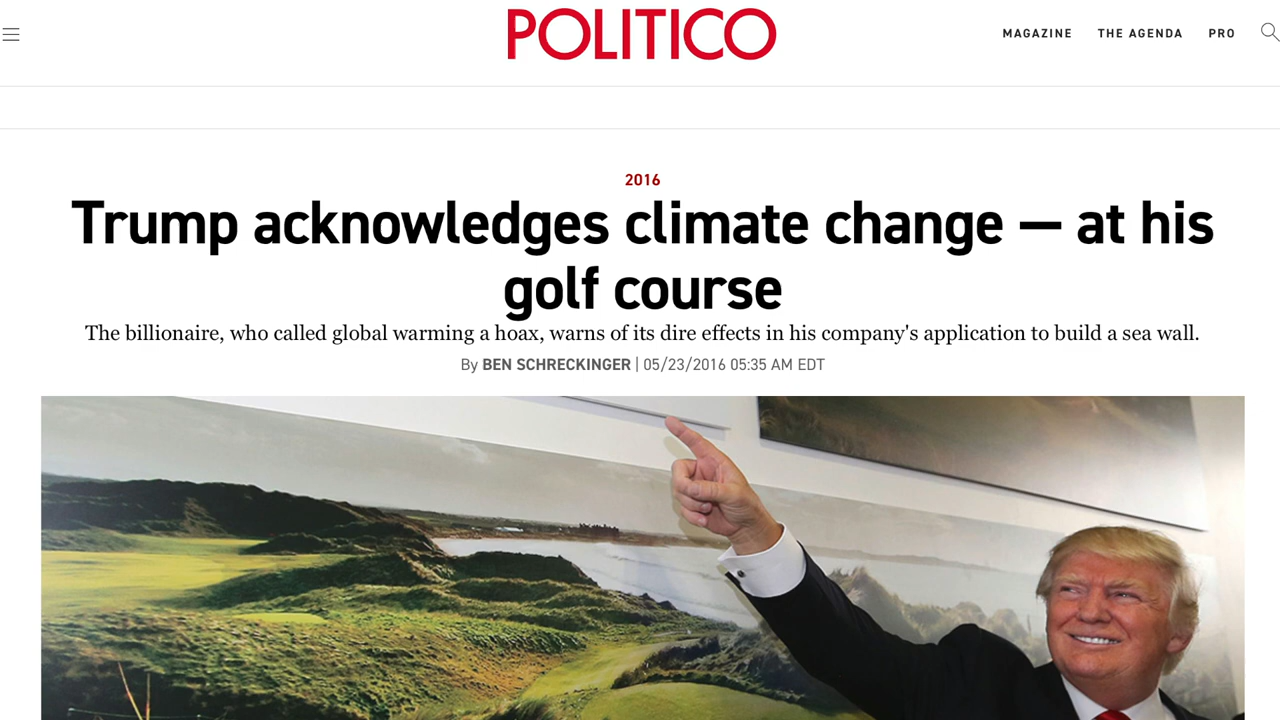 POLITICO
MAGAZINE THE AGENDA PRO
2016
Trump acknowledges climate change — at his
golf course
The billionaire, who called global warming a hoax, warns of its dire effects in his company's application to build a sea wall.
By BEN SCHRECKINGER | 05/23/2016 05:35 AM EDT